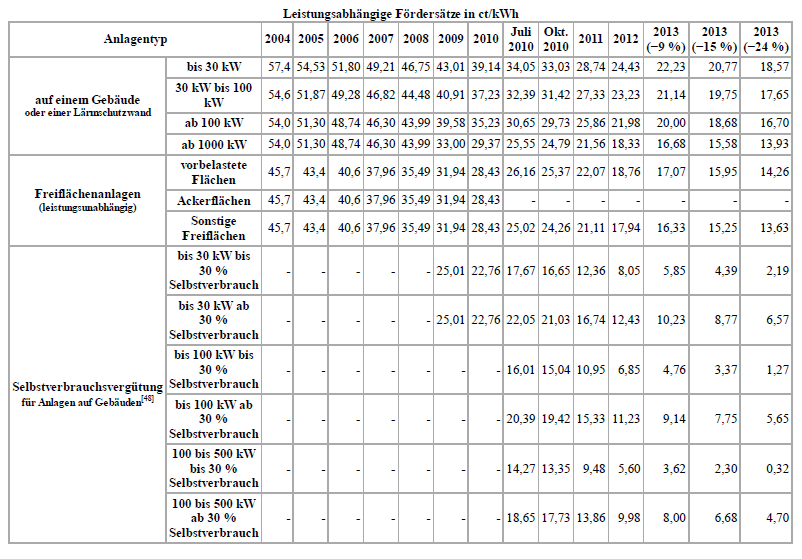 Leistungsabhängige Fördersätze in ct/kWh
Anlagentyp 2004 2005 2006 2007 2008 2009 2010 Juli 2010 Okt. 2010 2011 2012 2013 (−9 %) 2013 (−15 %) 2013 (−24 %)
auf einem Gebäude
oder einer Lärmschutzwand
bis 30 kW 57,4 54,53 51,80 49,21 46,75 43,01 39,14 34,05 33,03 28,74 24,43 22,23 20,77 18,57
30 kW bis 100 kW 54,6 51,87 49,28 46,82 44,48 40,91 37,23 32,39 31,42 27,33 23,23 21,14 19,75 17,65
ab 100 kW 54,0 51,30 48,74 46,30 43,99 39,58 35,23 30,65 29,73 25,86 21,98 20,00 18,68 16,70
ab 1000 kW 54,0 51,30 48,74 46,30 43,99 33,00 29,37 25,55 24,79 21,56 18,33 16,68 15,58 13,93
Freiflächenanlagen
(leistungsunabhängig)
vorbelastete Flächen 45,7 43,4 40,6 37,96 35,49 31,94 28,43 26,16 25,37 22,07 18,76 17,07 15,95 14,26
Ackerflächen 45,7 43,4 40,6 37,96 35,49 31,94 28,43 - - - - - - -
Sonstige Freiflächen 45,7 43,4 40,6 37,96 35,49 31,94 28,43 25,02 24,26 21,11 17,94 16,33 15,25 13,63
Selbstverbrauchsvergütung
für Anlagen auf Gebäuden[48]
bis 30 kW bis 30 % Selbstverbrauch - - - - - 25,01 22,76 17,67 16,65 12,36 8,05 5,85 4,39 2,19
bis 30 kW ab 30 % Selbstverbrauch - - - - - 25,01 22,76 22,05 21,03 16,74 12,43 10,23 8,77 6,57
bis 100 kW bis 30 % Selbstverbrauch - - - - - - - 16,01 15,04 10,95 6,85 4,76 3,37 1,27
bis 100 kW ab 30 % Selbstverbrauch - - - - - - - 20,39 19,42 15,33 11,23 9,14 7,75 5,65
100 bis 500 kW bis 30 % Selbstverbrauch - - - - - - - 14,27 13,35 9,48 5,60 3,62 2,30 0,32
100 bis 500 kW ab 30 % Selbstverbrauch - - - - - - - 18,65 17,73 13,86 9,98 8,00 6,68 4,70